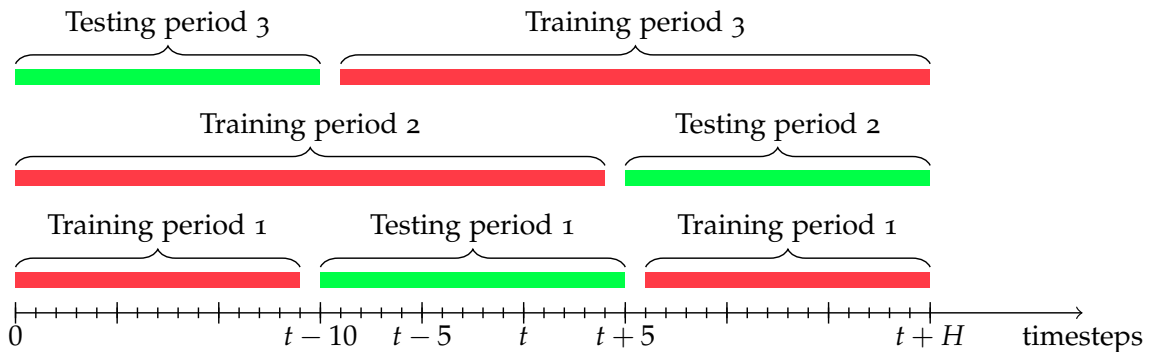 Testing period 3 Training period 3
Training period 2 Testing period 2
Training period 1 Testing period 1 Training period 1
0 t − 10 t − 5 t t + 5 t + H timesteps